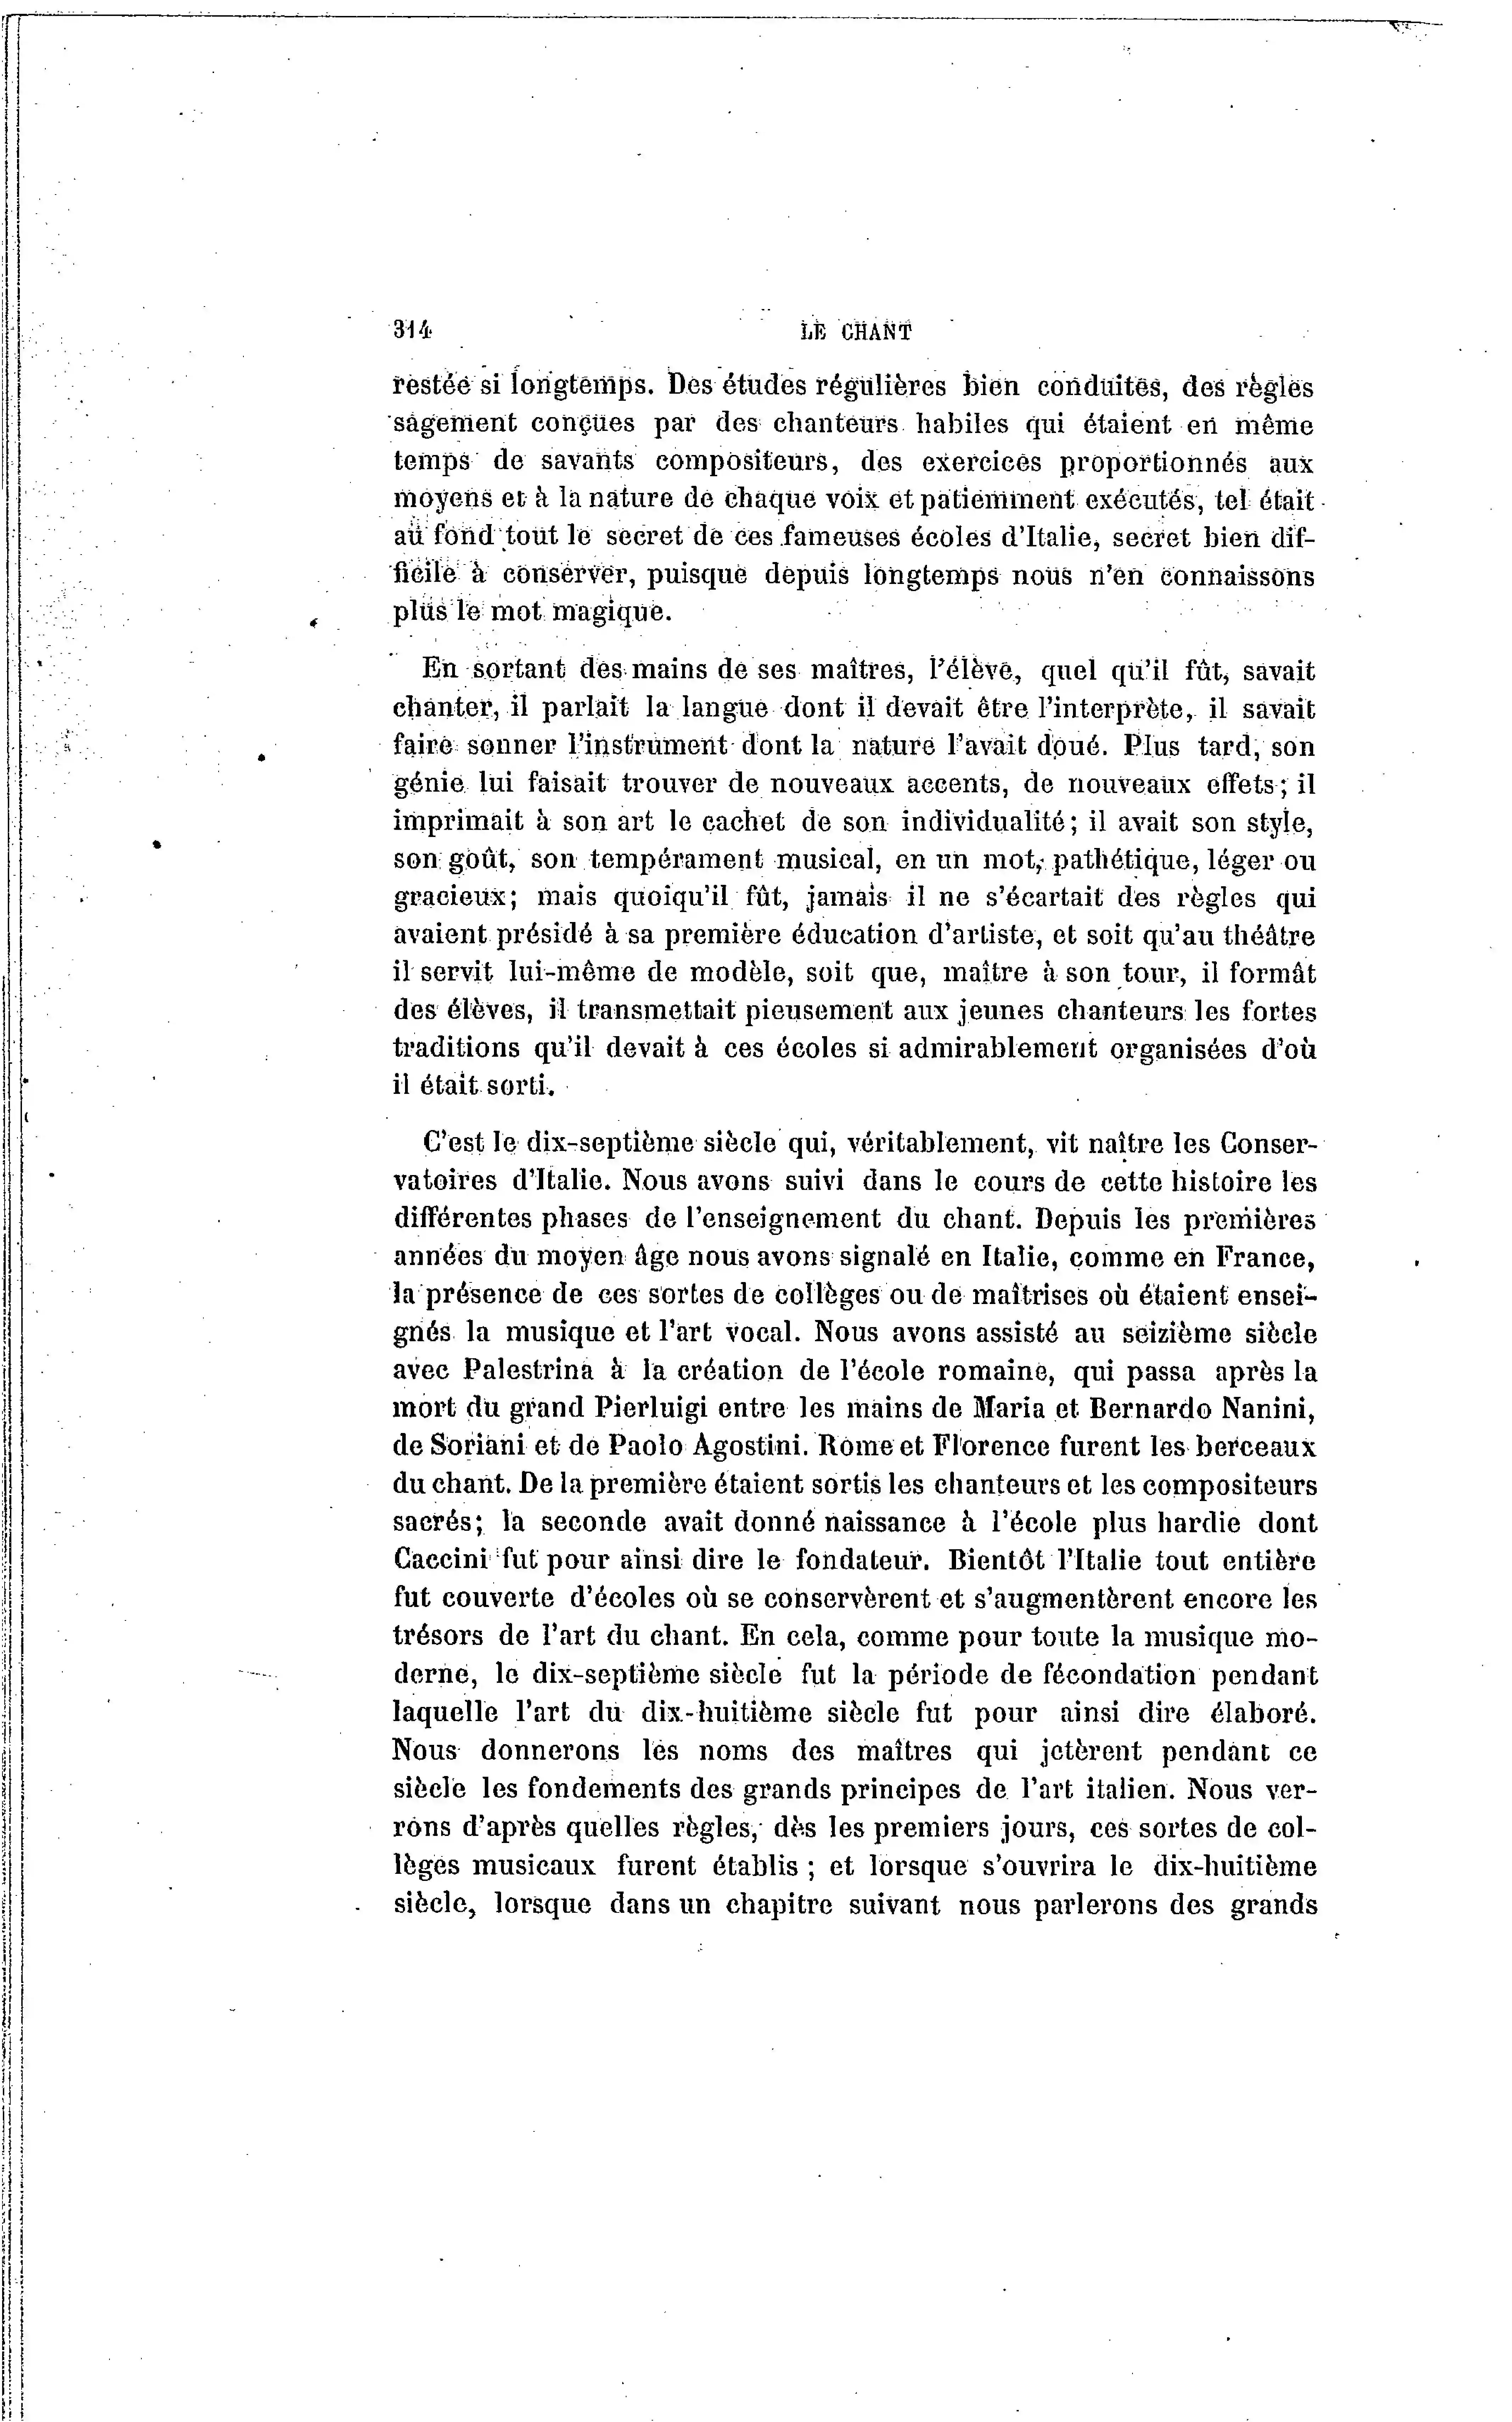 314
LE CHANT
restée si longtemps. Des études régulières bien conduites, des règles
sagement conçues par des chanteurs habiles qui étaient en même
temps de savants compositeurs, des exercices proportionnés aux
moyens et à la nature de chaque voix et patiemment exécutés, tel était
au fond tout le secret de ces fameuses écoles d'Italie, secret bien dif-
ficile à conserver, puisque depuis longtemps nous n'en connaissons
plus le mot magique.
En sortant des mains de ses maîtres, l'élève, quel qu'il fût, savait
chanter, il parlait la langue dont il devait être l'interprète, il savait
faire sonner l'instrument dont la nature l'avait doué. Plus tard, son
génie lui faisait trouver de nouveaux accents, de nouveaux effets; il
imprimait à son art le cachet de son individualité; il avait son style,
son goût, son tempérament musical, en un mot, pathétique, léger ou
gracieux; mais quoiqu'il fût, jamais il ne s'écartait des règles qui
avaient présidé à sa première éducation d'artiste, et soit qu'au théâtre
il servit lui-même de modèle, soit que, maître à son tour, il formât
des élèves, il transmettait pieusement aux jeunes chanteurs les fortes
traditions qu'il devait à ces écoles si admirablement organisées d'où
il était sorti.
C'est le dix-septième siècle qui, véritablement, vit naître les Conser-
vatoires d'Italie. Nous avons suivi dans le cours de cette histoire les
différentes phases de l'enseignement du chant. Depuis les premières
années du moyen âge nous avons signalé en Italie, comme en France,
la présence de ces sortes de collèges ou de maîtrises où étaient ensei-
gnés la musique et l'art vocal. Nous avons assisté au seizième siècle
avec Palestrina à la création de l'école romaine, qui passa après la
mort du grand Pierluigi entre les mains de Maria et Bernardo Nanini,
de Soriani et de Paolo Agostini. Rome et Florence furent les berceaux
du chant. De la première étaient sortis les chanteurs et les compositeurs
sacrés; la seconde avait donné naissance à l'école plus hardie dont
Caccini fut pour ainsi dire le fondateur. Bientôt l'Italie tout entière
fut couverte d'écoles où se conservèrent et s'augmentèrent encore les
trésors de l'art du chant. En cela, comme pour toute la musique mo-
derne, le dix-septième siècle fut la période de fécondation pendant
laquelle l'art du dix-huitième siècle fut pour ainsi dire élaboré.
Nous donnerons les noms des maîtres qui jetèrent pendant ce
siècle les fondements des grands principes de l'art italien. Nous ver-
rons d'après quelles règles, dès les premiers jours, ces sortes de col-
lèges musicaux furent établis ; et lorsque s'ouvrira le dix-huitième
siècle, lorsque dans un chapitre suivant nous parlerons des grands